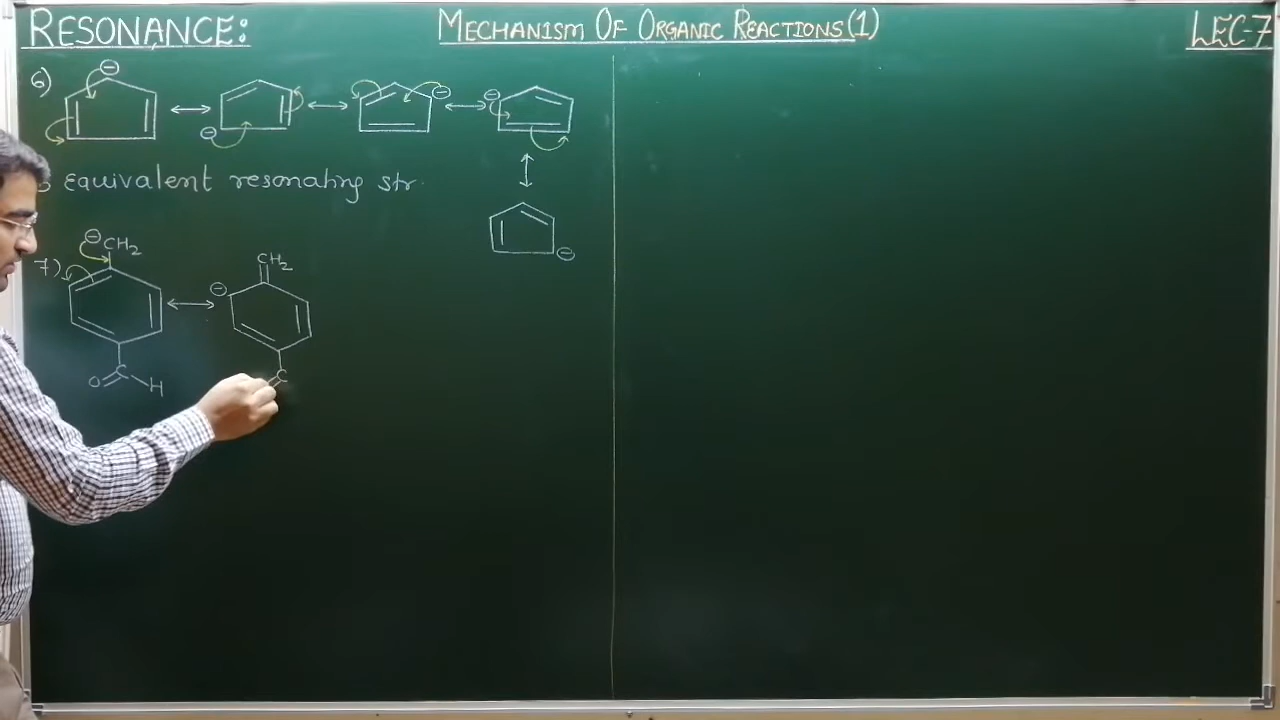 RESONANCE:
MECHANISM OF ORGANIC REACTIONS(1)
LEC-7
6)
⊖
⊖
⊖
⊖
equivalent resonating str.
⊖
7)
⊖CH2
O C H
CH2
⊖
C